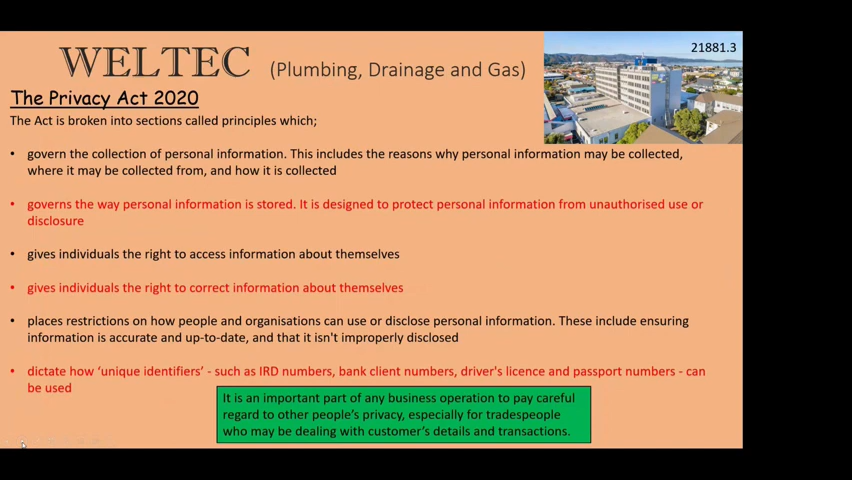 21881.3
WELTEC (Plumbing, Drainage and Gas)
The Privacy Act 2020
The Act is broken into sections called principles which;
• govern the collection of personal information. This includes the reasons why personal information may be collected,
where it may be collected from, and how it is collected
• governs the way personal information is stored. It is designed to protect personal information from unauthorised use or
disclosure
• gives individuals the right to access information about themselves
• gives individuals the right to correct information about themselves
• places restrictions on how people and organisations can use or disclose personal information. These include ensuring
information is accurate and up-to-date, and that it isn't improperly disclosed
• dictate how ‘unique identifiers’ - such as IRD numbers, bank client numbers, driver's licence and passport numbers - can
be used
It is an important part of any business operation to pay careful
regard to other people’s privacy, especially for tradespeople
who may be dealing with customer’s details and transactions.